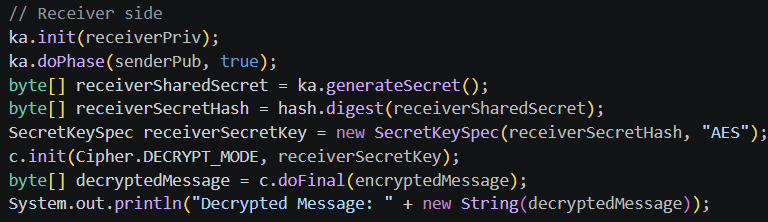 // Receiver side
ka.init(receiverPriv);
ka.doPhase(senderPub, true);
byte[] receiverSharedSecret = ka.generateSecret();
byte[] receiverSecretHash = hash.digest(receiverSharedSecret);
SecretKeySpec receiverSecretKey = new SecretKeySpec(receiverSecretHash, "AES");
c.init(Cipher.DECRYPT_MODE, receiverSecretKey);
byte[] decryptedMessage = c.doFinal(encryptedMessage);
System.out.println("Decrypted Message: " + new String(decryptedMessage));